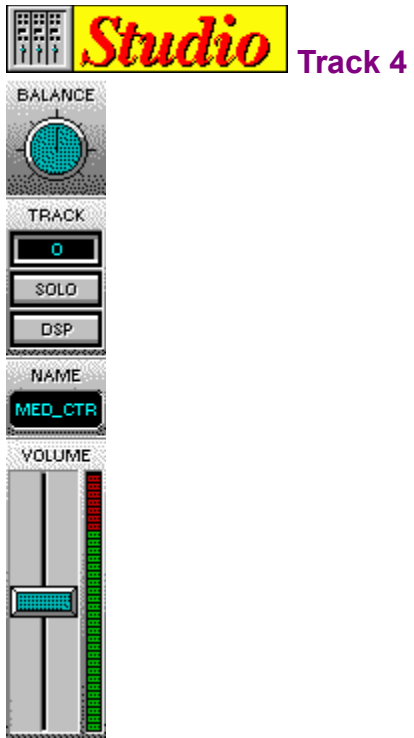 Studio Track 4
BALANCE
TRACK
0
SOLO
DSP
NAME
MED_CTR
VOLUME